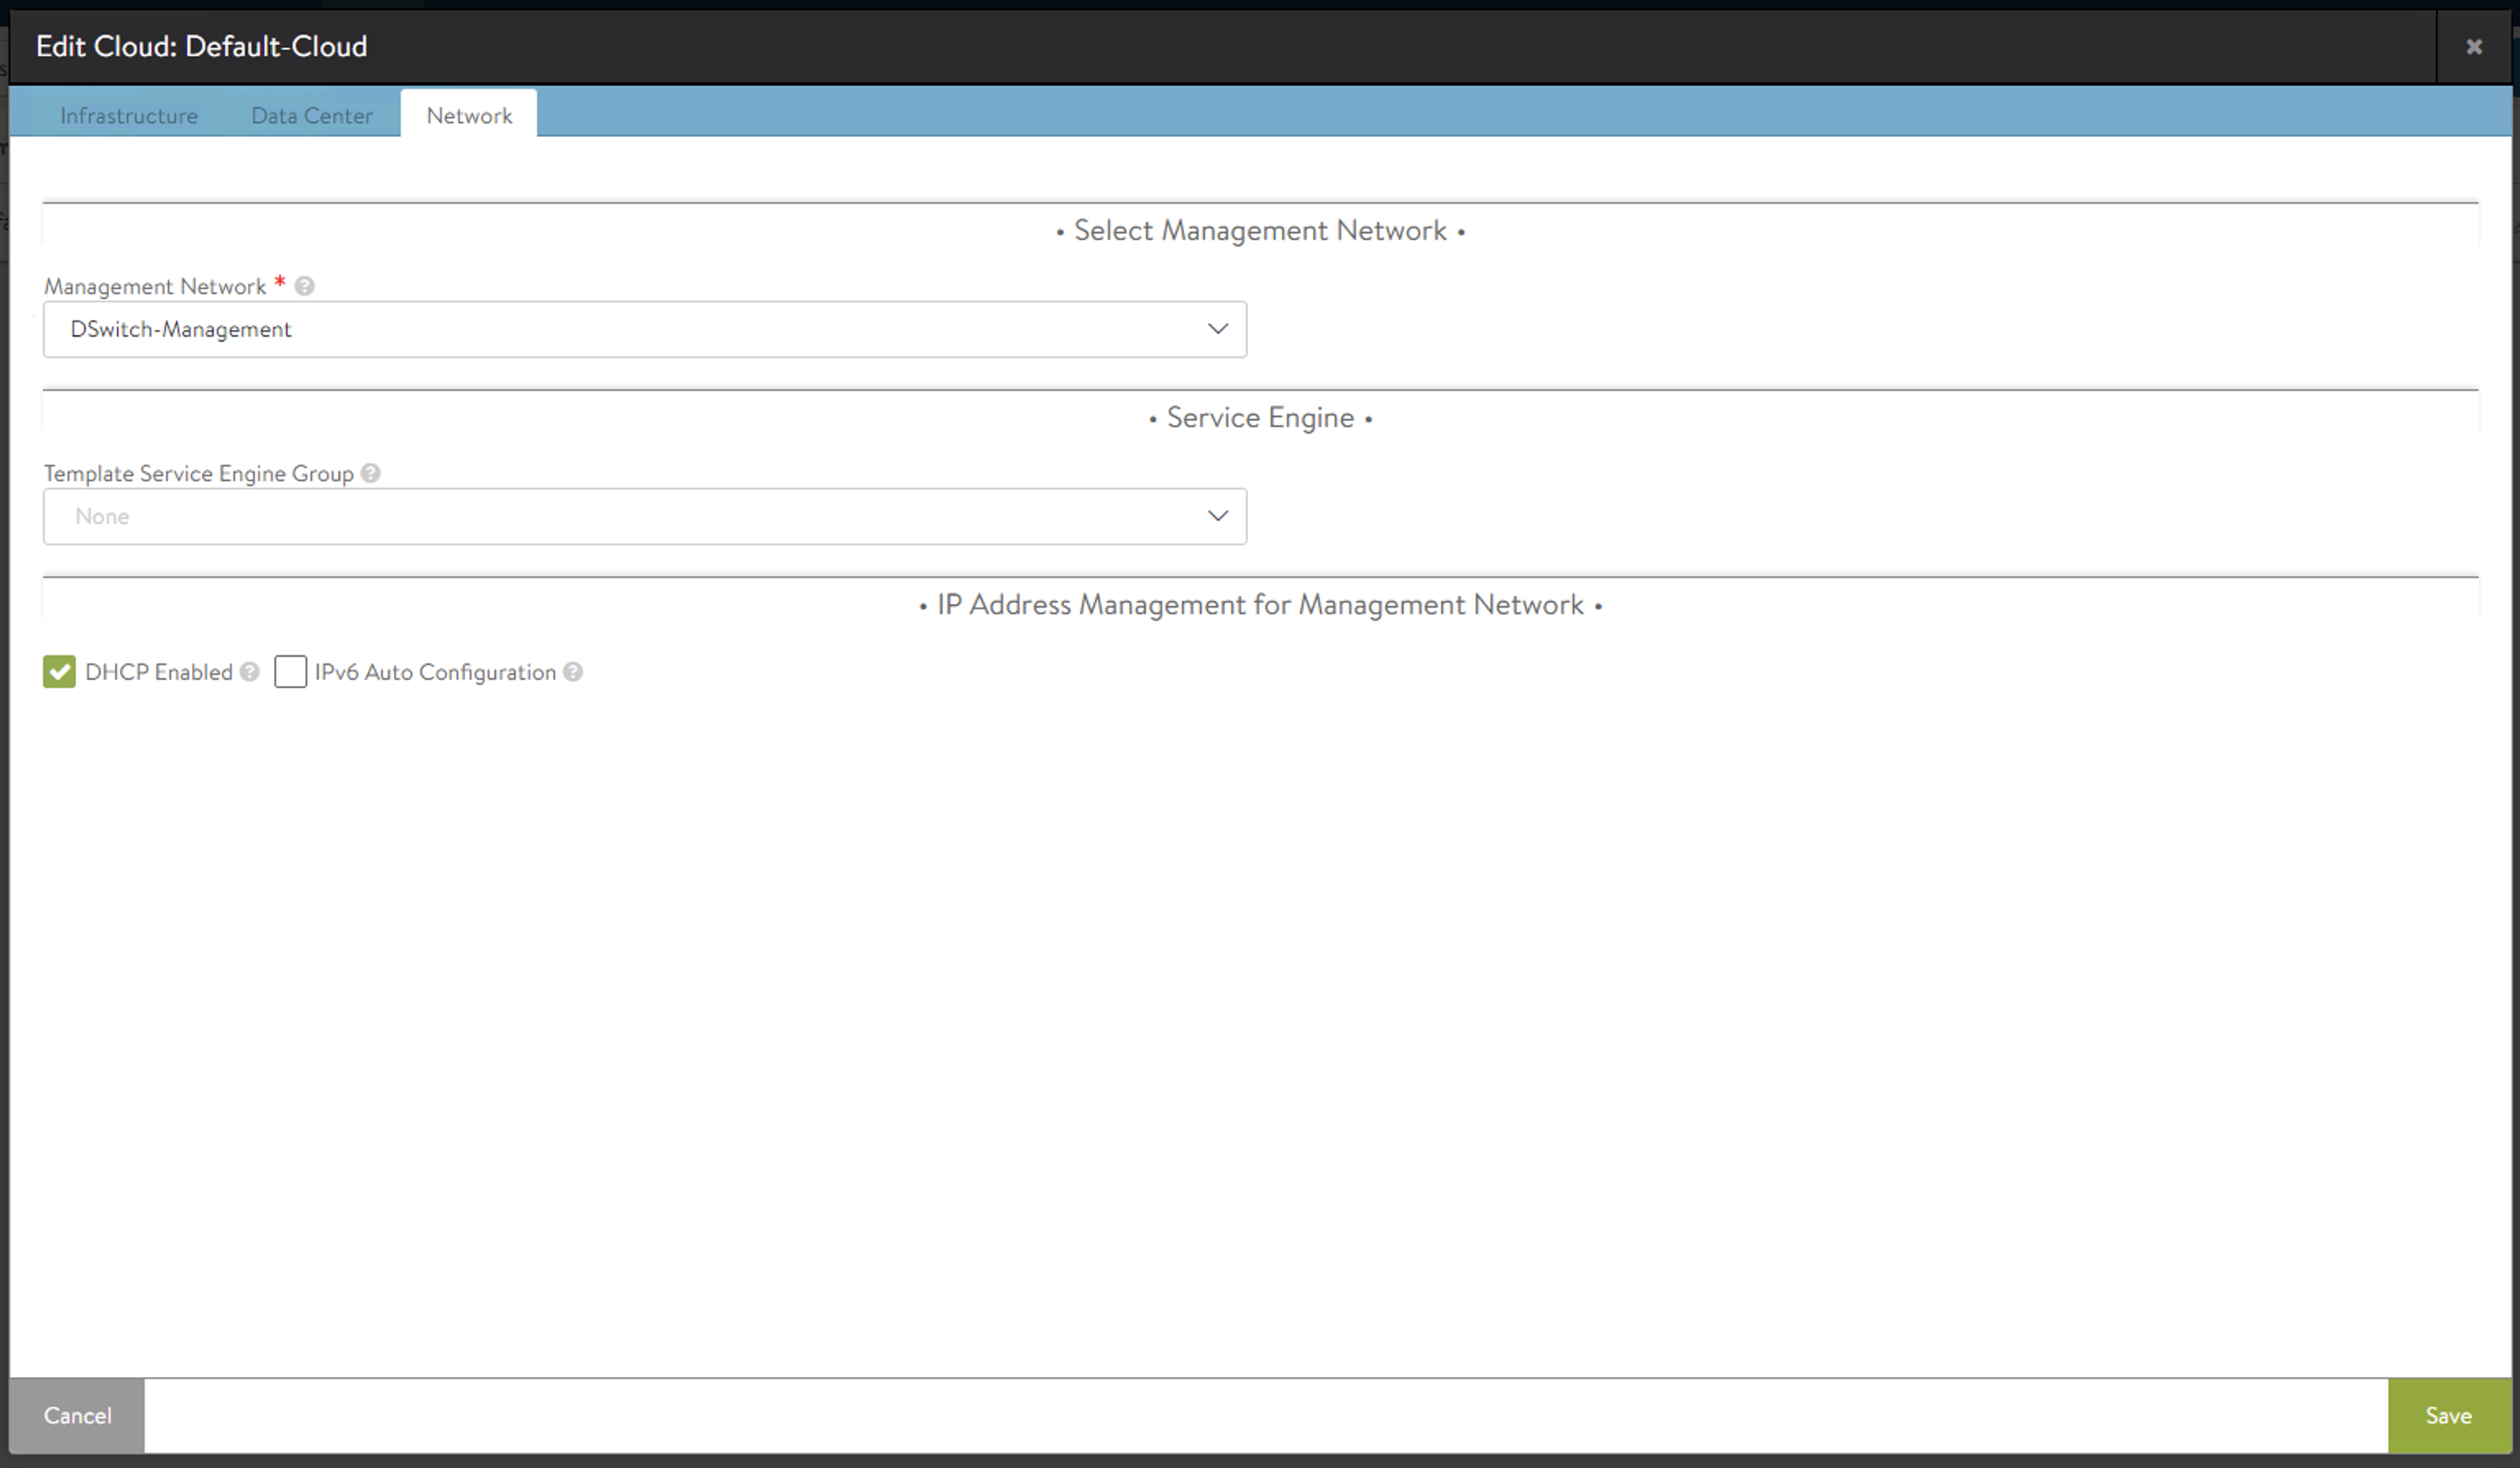 Edit Cloud: Default-Cloud
Infrastructure Data Center Network
• Select Management Network •
Management Network *
DSwitch-Management
• Service Engine •
Template Service Engine Group
None
• IP Address Management for Management Network •
DHCP Enabled IPv6 Auto Configuration
Cancel Save